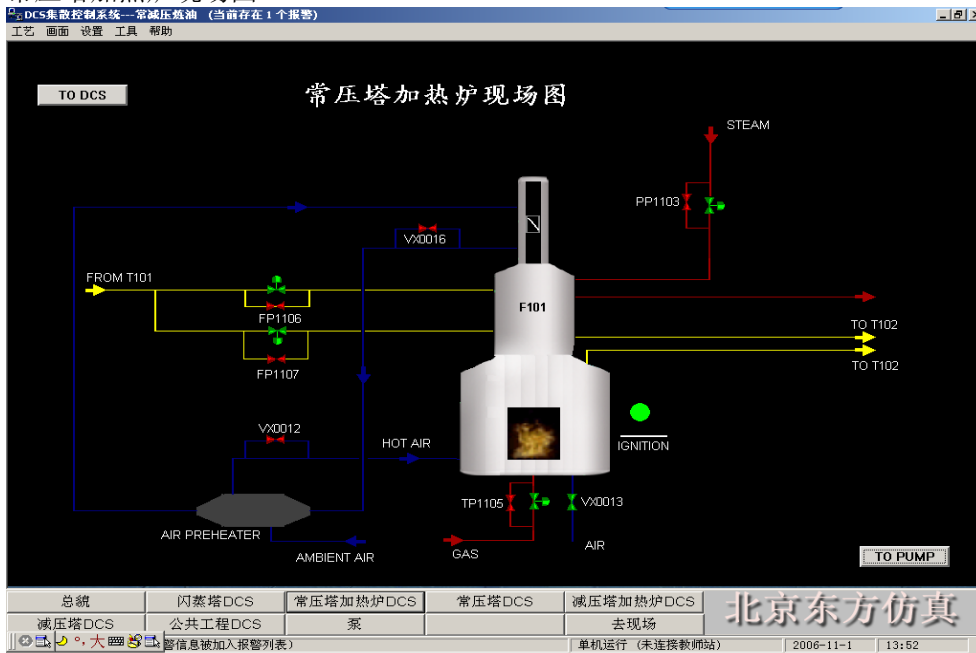 DCS集散控制系统---常减压炼油 (当前存在1个报警)
工艺 画面 设置 工具 帮助
TO DCS
常压塔加热炉现场图
STEAM
PP1103
VX0016
FROM T101
F101
FP1106
TO T102
TO T102
FP1107
VX0012
HOT AIR
IGNITION
TP1105
VX0013
AIR PREHEATER
AMBIENT AIR
GAS
AIR
TO PUMP
总貌 闪蒸塔DCS 常压塔加热炉DCS 常压塔DCS 减压塔加热炉DCS
减压塔DCS 公共工程DCS 泵 去现场
北京东方仿真
大 警信息被加入报警列表) 单机运行 (未连接教师站) 2006-11-1 13:52